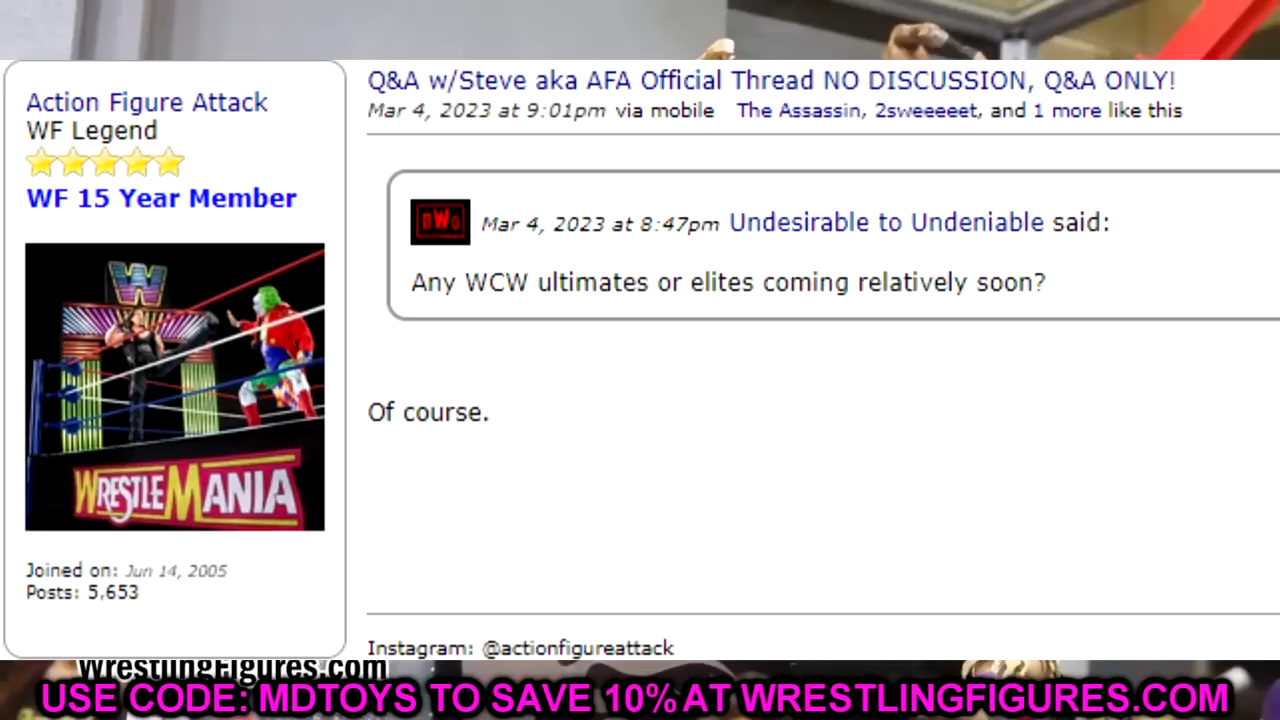 Action Figure Attack
WF Legend
WF 15 Year Member
W
WRESTLEMANIA
Joined on: Jun 14, 2005
Posts: 5,653
Q&A w/Steve aka AFA Official Thread NO DISCUSSION, Q&A ONLY!
Mar 4, 2023 at 9:01pm via mobile The Assassin, 2sweeeeet, and 1 more like this
nWo Mar 4, 2023 at 8:47pm Undesirable to Undeniable said:
Any WCW ultimates or elites coming relatively soon?
Of course.
Instagram: @actionfigureattack
WrestlingFigures.com
USE CODE: MDTOYS TO SAVE 10% AT WRESTLINGFIGURES.COM